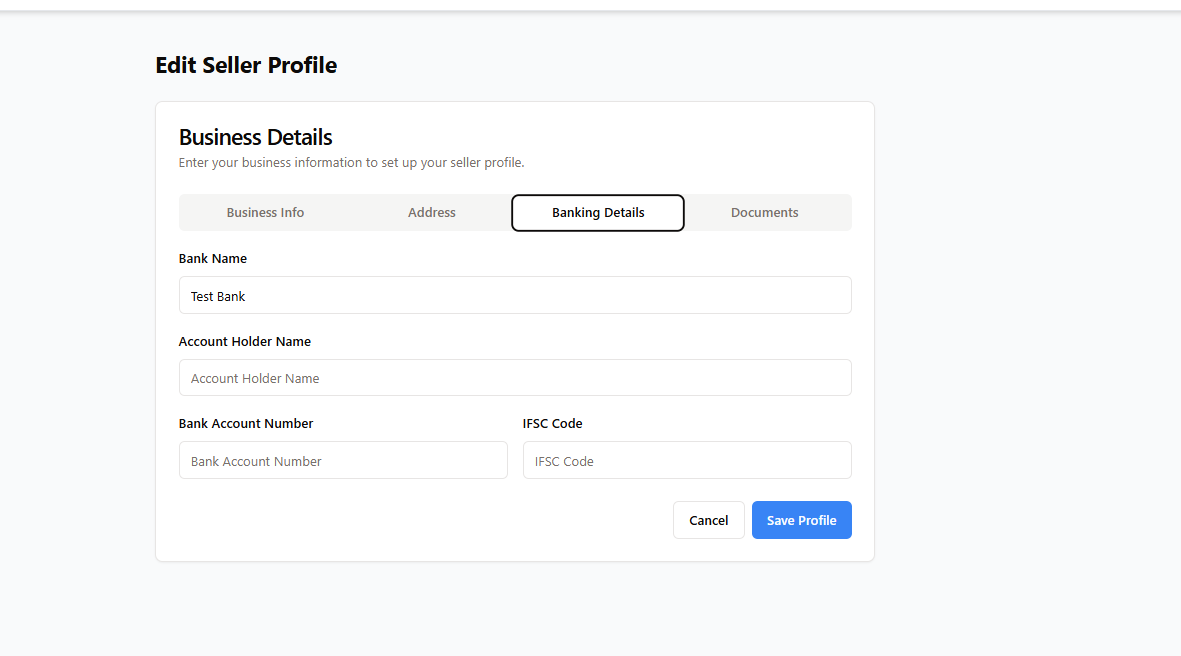 Edit Seller Profile
Business Details
Enter your business information to set up your seller profile.
Business Info Address Banking Details Documents
Bank Name
Test Bank
Account Holder Name
Account Holder Name
Bank Account Number IFSC Code
Bank Account Number IFSC Code
Cancel Save Profile